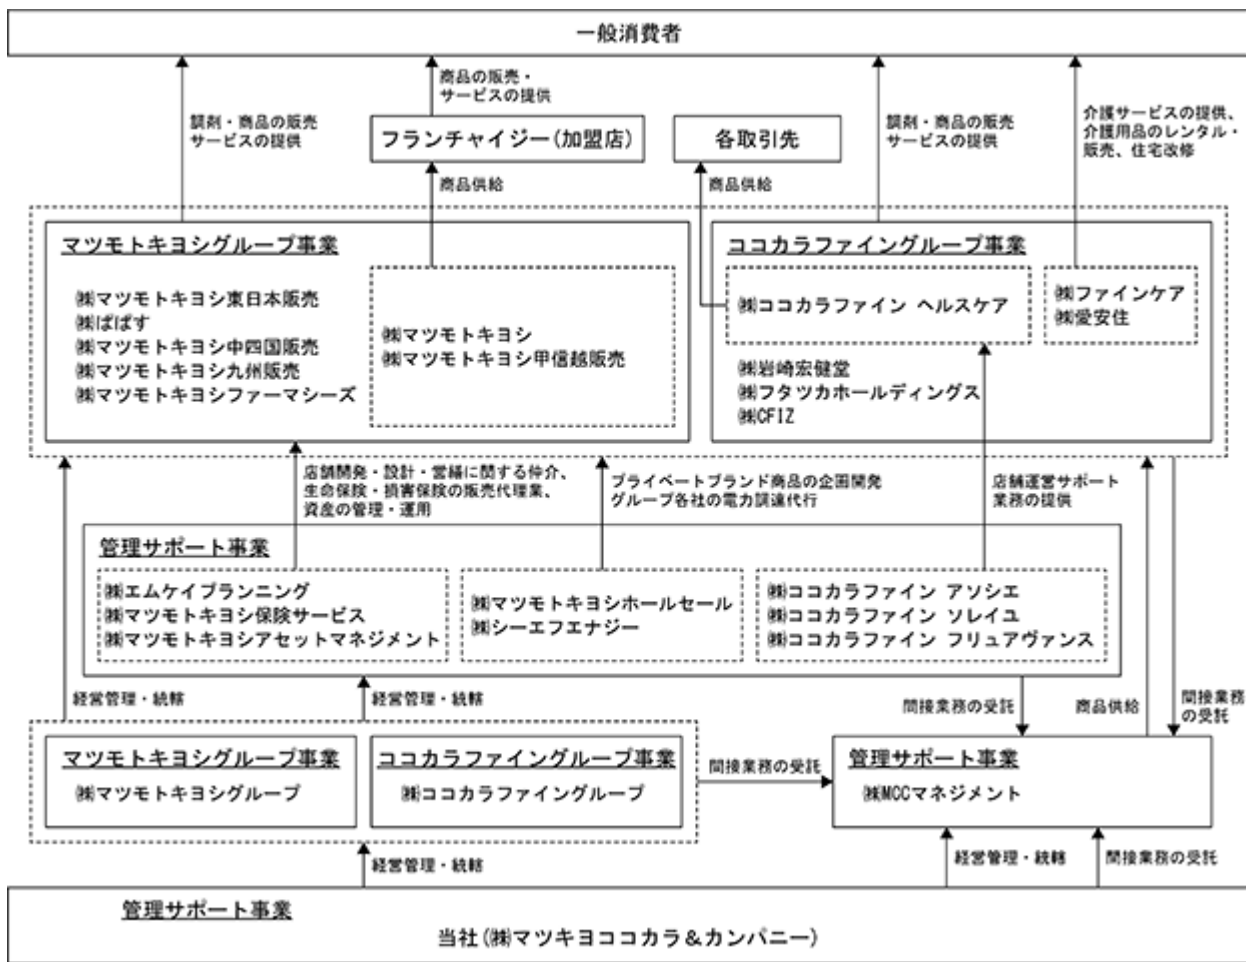 一般消費者
商品の販売・
サービスの提供
調剤・商品の販売
サービスの提供
フランチャイジー(加盟店)
各取引先
調剤・商品の販売
サービスの提供
介護サービスの提供、
介護用品のレンタル・
販売、住宅改修
商品供給
商品供給
マツモトキヨシグループ事業
㈱マツモトキヨシ東日本販売
㈱ぱぱす
㈱マツモトキヨシ中四国販売
㈱マツモトキヨシ九州販売
㈱マツモトキヨシファーマシーズ
㈱マツモトキヨシ
㈱マツモトキヨシ甲信越販売
ココカラファイングループ事業
㈱ココカラファイン ヘルスケア
㈱ファインケア
㈱愛安住
㈱岩崎宏健堂
㈱フタツカホールディングス
㈱CFIZ
店舗開発・設計・営繕に関する仲介、
生命保険・損害保険の販売代理業、
資産の管理・運用
プライベートブランド商品の企画開発
グループ各社の電力調達代行
店舗運営サポート
業務の提供
管理サポート事業
㈱エムケイプランニング
㈱マツモトキヨシ保険サービス
㈱マツモトキヨシアセットマネジメント
㈱マツモトキヨシホールセール
㈱シーエフエナジー
㈱ココカラファイン アソシエ
㈱ココカラファイン ソレイユ
㈱ココカラファイン フリュアヴァンス
経営管理・統轄
経営管理・統轄
間接業務の受託
商品供給
間接業務
の受託
マツモトキヨシグループ事業
㈱マツモトキヨシグループ
ココカラファイングループ事業
㈱ココカラファイングループ
間接業務の受託
管理サポート事業
㈱MCCマネジメント
経営管理・統轄
経営管理・統轄
間接業務の受託
管理サポート事業
当社(㈱マツキヨココカラ＆カンパニー)